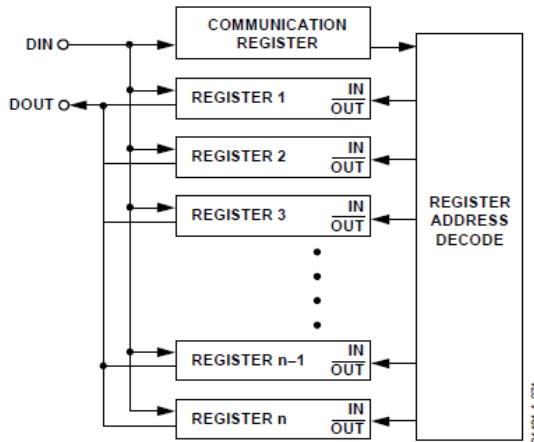 COMMUNICATION
REGISTER
DIN
REGISTER 1
IN
OUT
DOUT
REGISTER 2
IN
OUT
REGISTER 3
IN
OUT
REGISTER
ADDRESS
DECODE
REGISTER n–1
IN
OUT
REGISTER n
IN
OUT